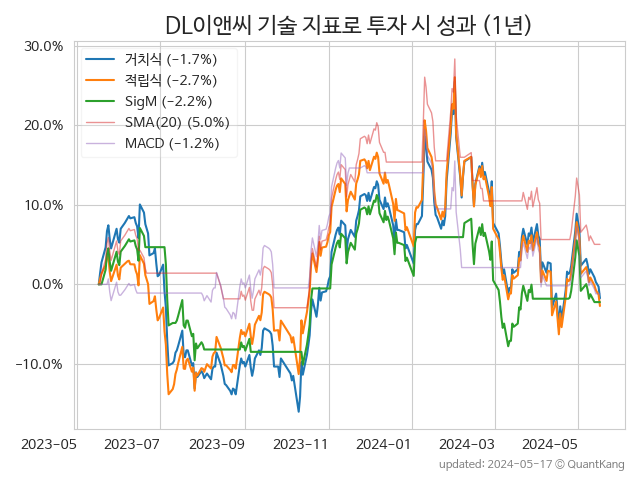 DL이앤씨 기술 지표로 투자 시 성과 (1년)
30.0%
20.0%
10.0%
0.0%
−10.0%
거치식 (−1.7%)
적립식 (−2.7%)
SigM (−2.2%)
SMA(20) (5.0%)
MACD (−1.2%)
2023−05 2023−07 2023−09 2023−11 2024−01 2024−03 2024−05
updated: 2024−05−17 © QuantKang